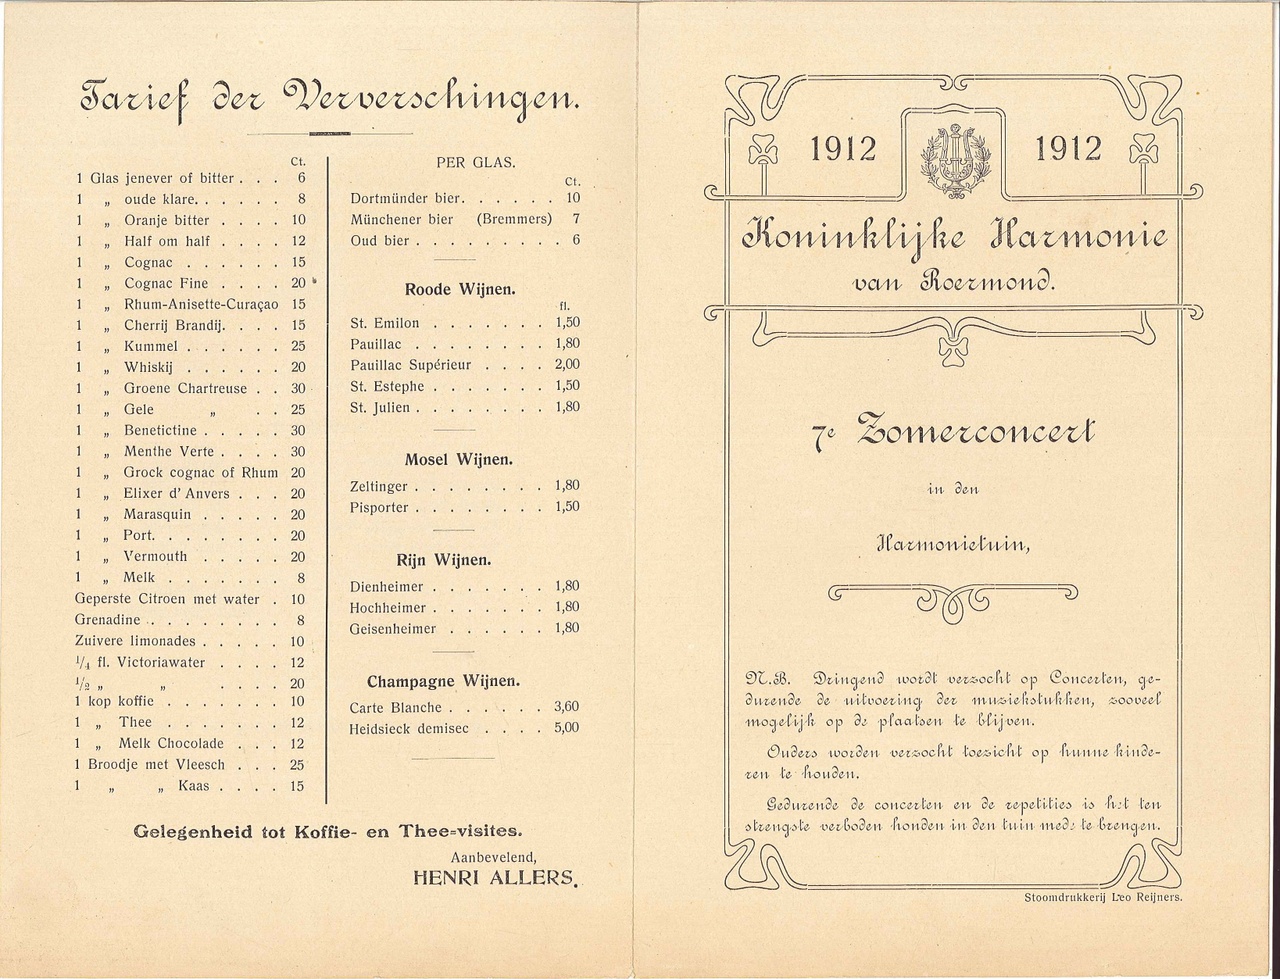 Tarief der Ververschingen.
Ct.
1 Glas jenever of bitter . . . 6
1 „ oude klare. . . . . . 8
1 „ Oranje bitter . . . . 10
1 „ Half om half . . . . 12
1 „ Cognac . . . . . . 15
1 „ Cognac Fine . . . . 20
1 „ Rhum-Anisette-Curaçao 15
1 „ Cherrij Brandij. . . . 15
1 „ Kummel . . . . . . 25
1 „ Whiskij . . . . . . 20
1 „ Groene Chartreuse . . 30
1 „ Gele „ . . 25
1 „ Benetictine . . . . . 30
1 „ Menthe Verte . . . . 30
1 „ Grock cognac of Rhum 20
1 „ Elixer d' Anvers . . . 20
1 „ Marasquin . . . . . 20
1 „ Port. . . . . . . . 20
1 „ Vermouth . . . . . 20
1 „ Melk . . . . . . . 8
Geperste Citroen met water . 10
Grenadine . . . . . . . . 8
Zuivere limonades . . . . . 10
1/4 fl. Victoriawater . . . . 12
1/2 „ „ . . . . 20
1 kop koffie . . . . . . . 10
1 „ Thee . . . . . . . 12
1 „ Melk Chocolade . . . 12
1 Broodje met Vleesch . . . 25
1 „ „ Kaas . . . . 15
PER GLAS.
Ct.
Dortmünder bier. . . . . . 10
Münchener bier (Bremmers) 7
Oud bier . . . . . . . . . 6
Roode Wijnen.
fl.
St. Emilon . . . . . . . 1,50
Pauillac . . . . . . . . 1,80
Pauillac Supérieur . . . . 2,00
St. Estephe . . . . . . . 1,50
St. Julien . . . . . . . . 1,80
Mosel Wijnen.
Zeltinger . . . . . . . . 1,80
Pisporter . . . . . . . . 1,50
Rijn Wijnen.
Dienheimer . . . . . . . 1,80
Hochheimer . . . . . . . 1,80
Geisenheimer . . . . . . 1,80
Champagne Wijnen.
Carte Blanche . . . . . . 3,60
Heidsieck demisec . . . . 5,00
Gelegenheid tot Koffie- en Thee-visites.
Aanbevelend,
HENRI ALLERS.
1912 1912
Koninklijke Harmonie
van Roermond.
7e Zomerconcert
in den
Harmonietuin,
N.B. Dringend wordt verzocht op Concerten, ge-
durende de uitvoering der muziekstukken, zooveel
mogelijk op de plaatsen te blijven.
Ouders worden verzocht toezicht op hunne kinde-
ren te houden.
Gedurende de concerten en de repetities is het ten
strengste verboden honden in den tuin mede te brengen.
Stoomdrukkerij Leo Reijners.